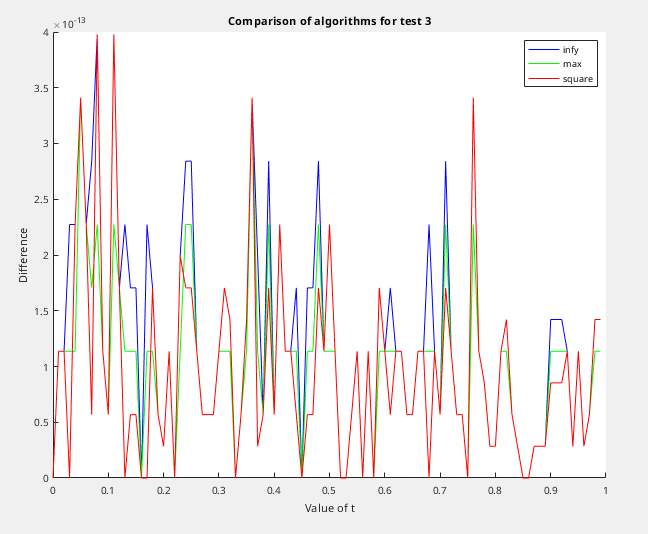 Comparison of algorithms for test 3
× 10^-13
4
3.5
3
2.5
2
1.5
1
0.5
0
Difference
0 0.1 0.2 0.3 0.4 0.5 0.6 0.7 0.8 0.9 1
Value of t
infy
max
square